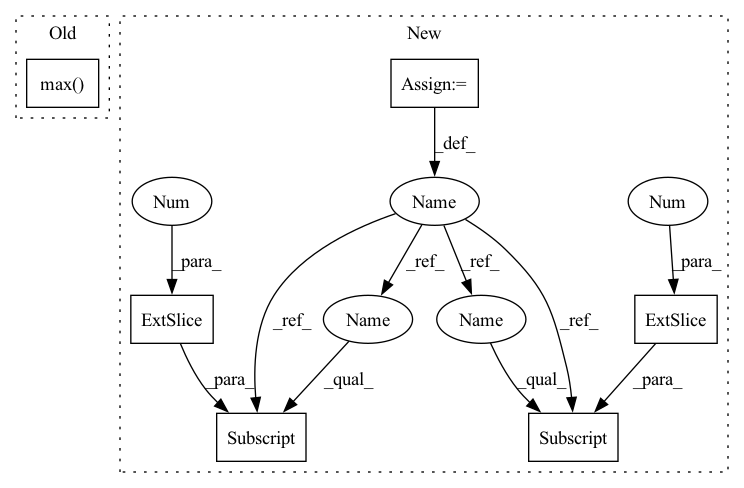 Old
New
max()
Assign:=
_def_
Num
Name
Num
_para_
_ref_
_ref_
_para_
ExtSlice
_ref_
Name
Name
_ref_
ExtSlice
_para_
_qual_
_qual_
_para_
Subscript
Subscript